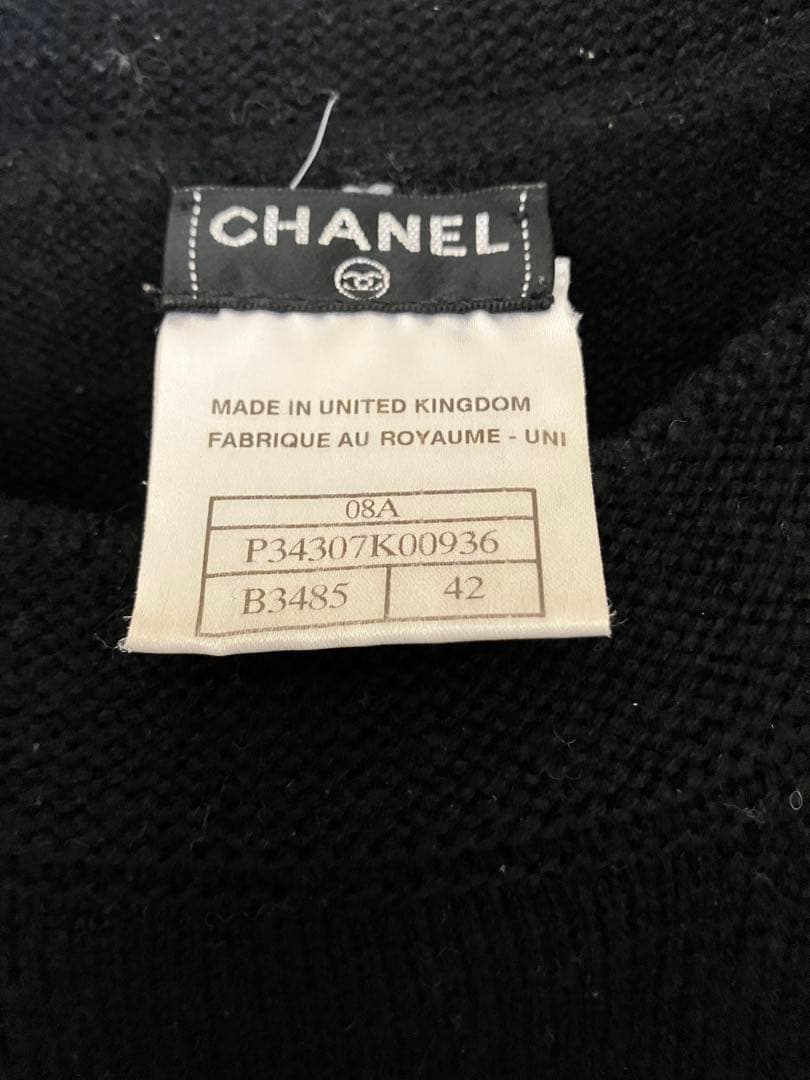 CHANEL
MADE IN UNITED KINGDOM
FABRIQUE AU ROYAUME - UNI
08A
P34307K00936
B3485 42